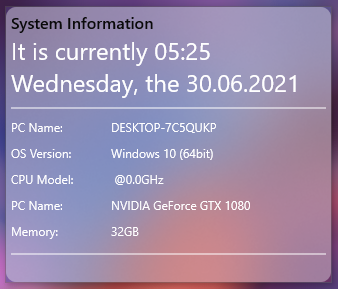 System Information
It is currently 05:25
Wednesday, the 30.06.2021
PC Name: DESKTOP-7C5QUKP
OS Version: Windows 10 (64bit)
CPU Model: @0.0GHz
PC Name: NVIDIA GeForce GTX 1080
Memory: 32GB